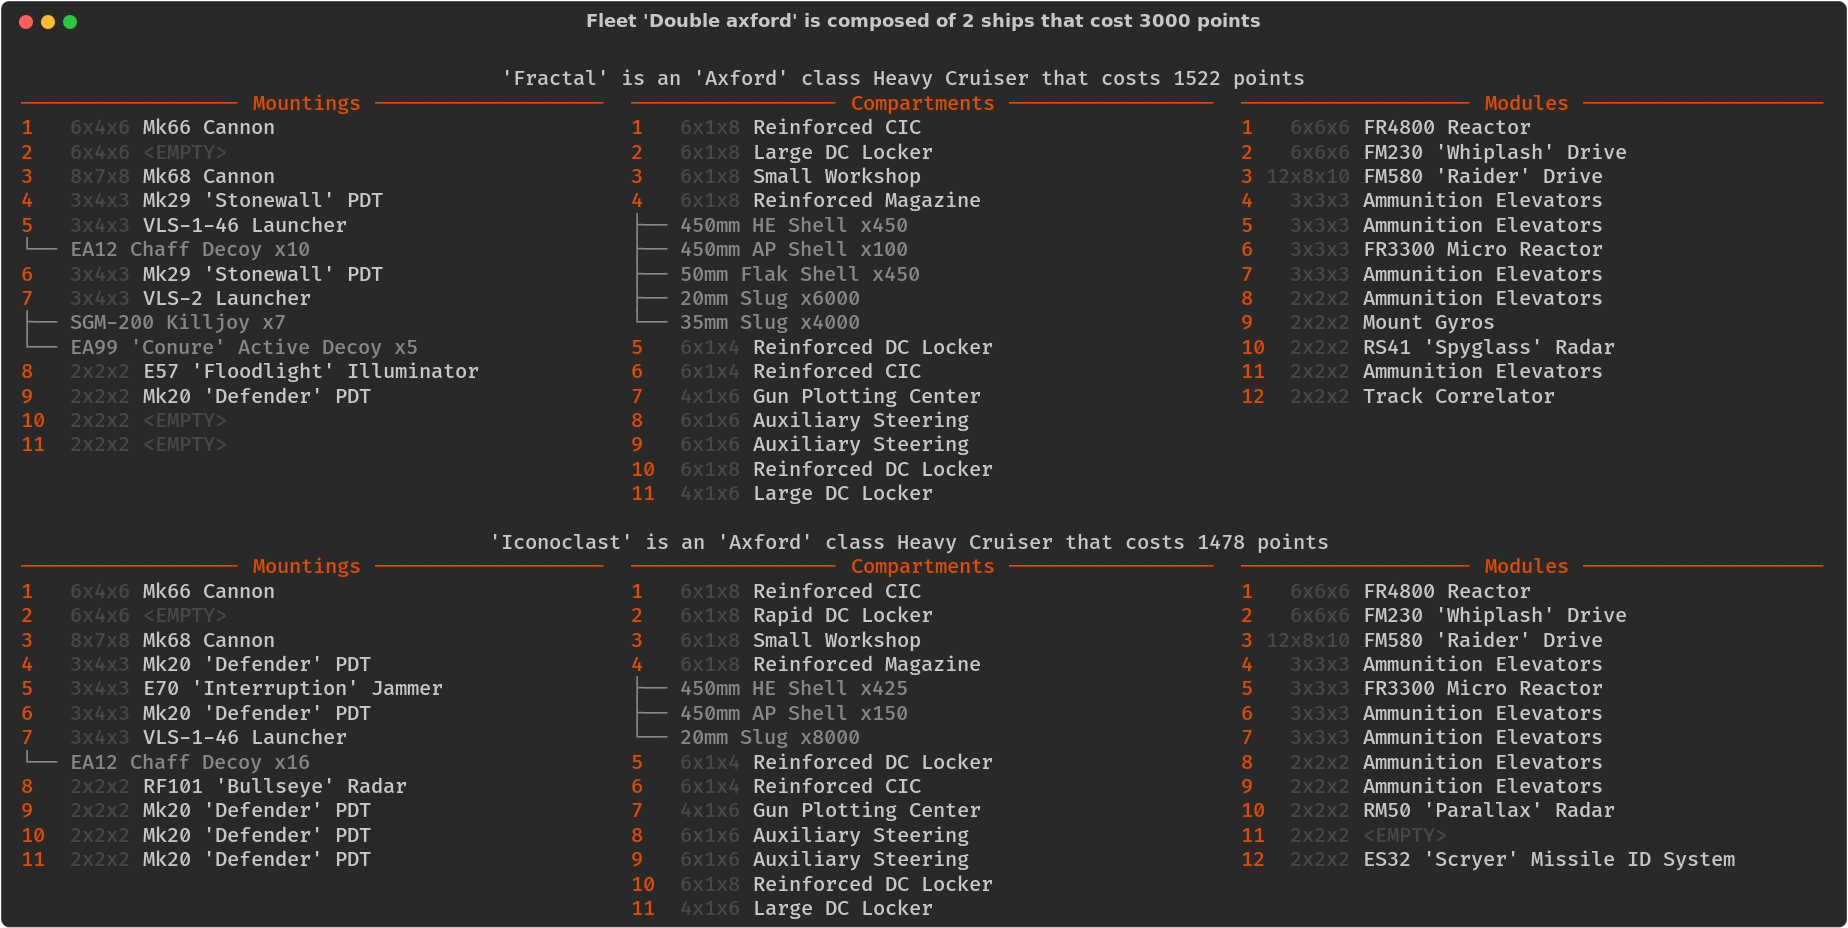 Fleet 'Double axford' is composed of 2 ships that cost 3000 points
'Fractal' is an 'Axford' class Heavy Cruiser that costs 1522 points
Mountings Compartments Modules
1 6x4x6 Mk66 Cannon 1 6x1x8 Reinforced CIC 1 6x6x6 FR4800 Reactor
2 6x4x6 <EMPTY> 2 6x1x8 Large DC Locker 2 6x6x6 FM230 'Whiplash' Drive
3 8x7x8 Mk68 Cannon 3 6x1x8 Small Workshop 3 12x8x10 FM580 'Raider' Drive
4 3x4x3 Mk29 'Stonewall' PDT 4 6x1x8 Reinforced Magazine 4 3x3x3 Ammunition Elevators
5 3x4x3 VLS-1-46 Launcher ├── 450mm HE Shell x450 5 3x3x3 Ammunition Elevators
└── EA12 Chaff Decoy x10 ├── 450mm AP Shell x100 6 3x3x3 FR3300 Micro Reactor
6 3x4x3 Mk29 'Stonewall' PDT ├── 50mm Flak Shell x450 7 3x3x3 Ammunition Elevators
7 3x4x3 VLS-2 Launcher ├── 20mm Slug x6000 8 2x2x2 Ammunition Elevators
├── SGM-200 Killjoy x7 └── 35mm Slug x4000 9 2x2x2 Mount Gyros
└── EA99 'Conure' Active Decoy x5 5 6x1x4 Reinforced DC Locker 10 2x2x2 RS41 'Spyglass' Radar
8 2x2x2 E57 'Floodlight' Illuminator 6 6x1x4 Reinforced CIC 11 2x2x2 Ammunition Elevators
9 2x2x2 Mk20 'Defender' PDT 7 4x1x6 Gun Plotting Center 12 2x2x2 Track Correlator
10 2x2x2 <EMPTY> 8 6x1x6 Auxiliary Steering
11 2x2x2 <EMPTY> 9 6x1x6 Auxiliary Steering
10 6x1x8 Reinforced DC Locker
11 4x1x6 Large DC Locker
'Iconoclast' is an 'Axford' class Heavy Cruiser that costs 1478 points
Mountings Compartments Modules
1 6x4x6 Mk66 Cannon 1 6x1x8 Reinforced CIC 1 6x6x6 FR4800 Reactor
2 6x4x6 <EMPTY> 2 6x1x8 Rapid DC Locker 2 6x6x6 FM230 'Whiplash' Drive
3 8x7x8 Mk68 Cannon 3 6x1x8 Small Workshop 3 12x8x10 FM580 'Raider' Drive
4 3x4x3 Mk20 'Defender' PDT 4 6x1x8 Reinforced Magazine 4 3x3x3 Ammunition Elevators
5 3x4x3 E70 'Interruption' Jammer ├── 450mm HE Shell x425 5 3x3x3 FR3300 Micro Reactor
6 3x4x3 Mk20 'Defender' PDT ├── 450mm AP Shell x150 6 3x3x3 Ammunition Elevators
7 3x4x3 VLS-1-46 Launcher └── 20mm Slug x8000 7 3x3x3 Ammunition Elevators
└── EA12 Chaff Decoy x16 5 6x1x4 Reinforced DC Locker 8 2x2x2 Ammunition Elevators
8 2x2x2 RF101 'Bullseye' Radar 6 6x1x4 Reinforced CIC 9 2x2x2 Ammunition Elevators
9 2x2x2 Mk20 'Defender' PDT 7 4x1x6 Gun Plotting Center 10 2x2x2 RM50 'Parallax' Radar
10 2x2x2 Mk20 'Defender' PDT 8 6x1x6 Auxiliary Steering 11 2x2x2 <EMPTY>
11 2x2x2 Mk20 'Defender' PDT 9 6x1x6 Auxiliary Steering 12 2x2x2 ES32 'Scryer' Missile ID System
10 6x1x8 Reinforced DC Locker
11 4x1x6 Large DC Locker